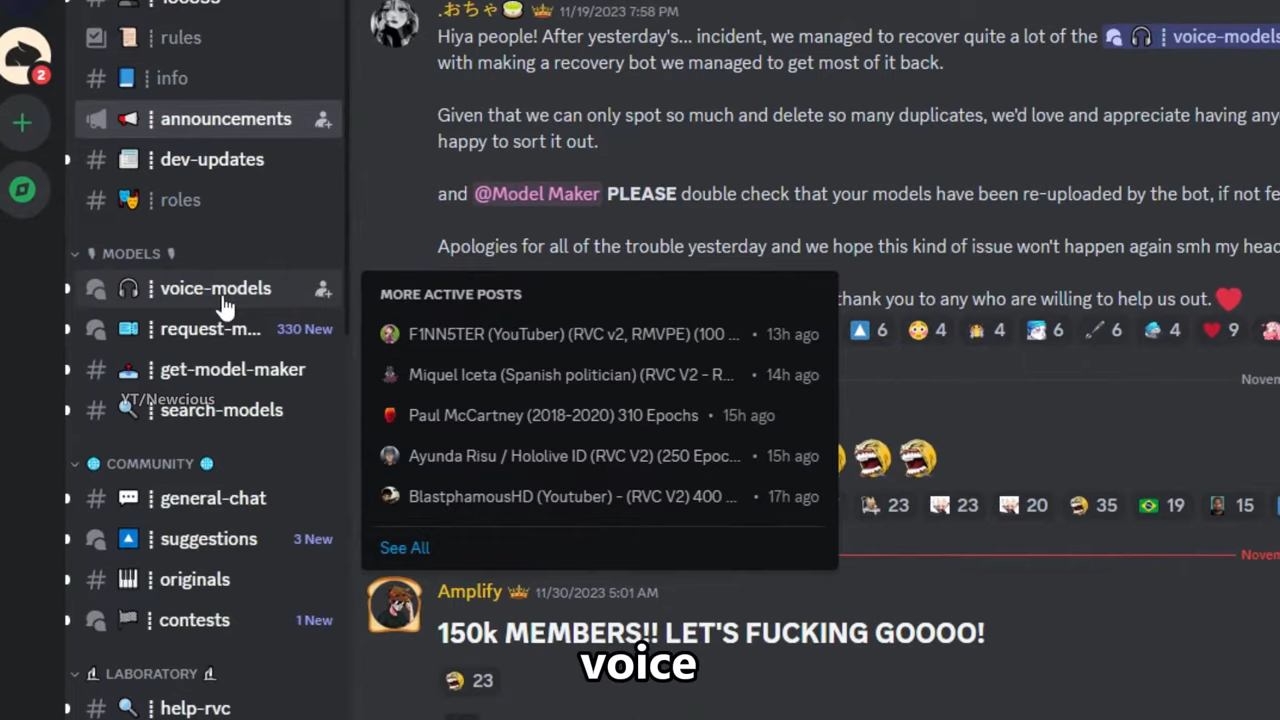 rules
info
announcements
dev-updates
roles
MODELS
voice-models
request-m... 330 New
get-model-maker
YT/Newcious
search-models
COMMUNITY
general-chat
suggestions 3 New
originals
contests 1 New
LABORATORY
help-rvc
2
.おちゃ🍵 11/19/2023 7:58 PM
Hiya people! After yesterday's... incident, we managed to recover quite a lot of the voice-models
with making a recovery bot we managed to get most of it back.
Given that we can only spot so much and delete so many duplicates, we'd love and appreciate having any
happy to sort it out.
and @Model Maker PLEASE double check that your models have been re-uploaded by the bot, if not fe
Apologies for all of the trouble yesterday and we hope this kind of issue won't happen again smh my head
thank you to any who are willing to help us out.
6 4 4 6 6 4 9
MORE ACTIVE POSTS
F1NN5TER (YouTuber) (RVC v2, RMVPE) (100 ... • 13h ago
Miquel Iceta (Spanish politician) (RVC V2 - R... • 14h ago
Paul McCartney (2018-2020) 310 Epochs • 15h ago
Ayunda Risu / Hololive ID (RVC V2) (250 Epoc... • 15h ago
BlastphamousHD (Youtuber) - (RVC V2) 400 ... • 17h ago
See All
Novem
23 23 20 35 19 15
Novem
Amplify 11/30/2023 5:01 AM
150k MEMBERS!! LET'S FUCKING GOOOO!
voice
23